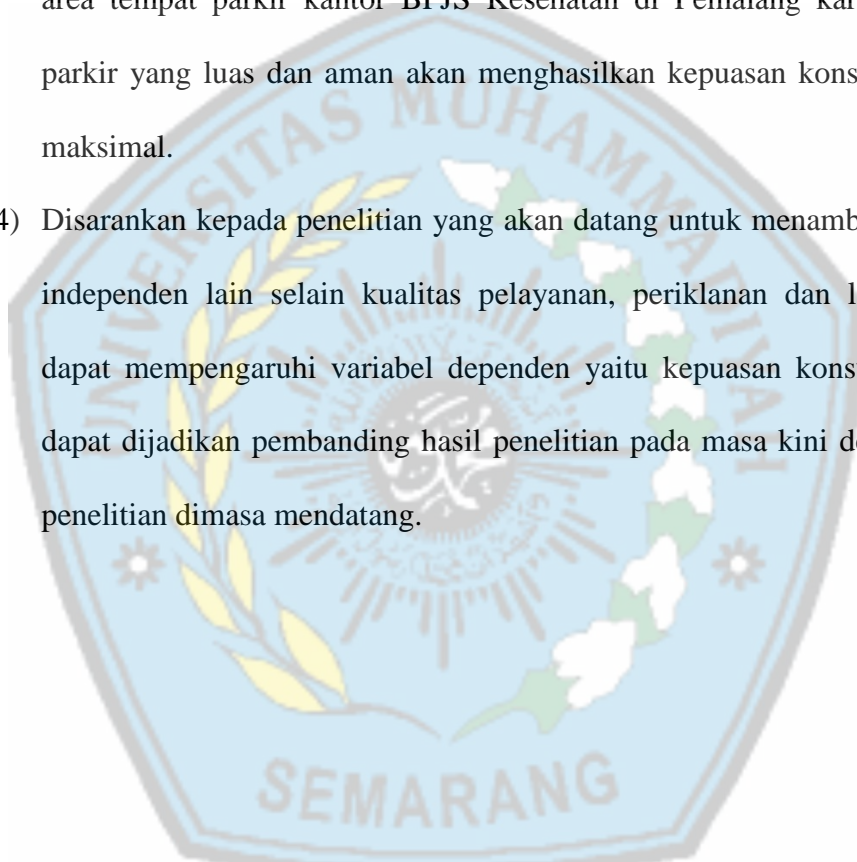 area tempat parkir kantor BPJS Kesehatan di Pemalang kar
parkir yang luas dan aman akan menghasilkan kepuasan kons
maksimal.
4) Disarankan kepada penelitian yang akan datang untuk menamb
independen lain selain kualitas pelayanan, periklanan dan l
dapat mempengaruhi variabel dependen yaitu kepuasan kons
dapat dijadikan pembanding hasil penelitian pada masa kini d
penelitian dimasa mendatang.
UNIVERSITAS MUHAMMADIYAH
SEMARANG